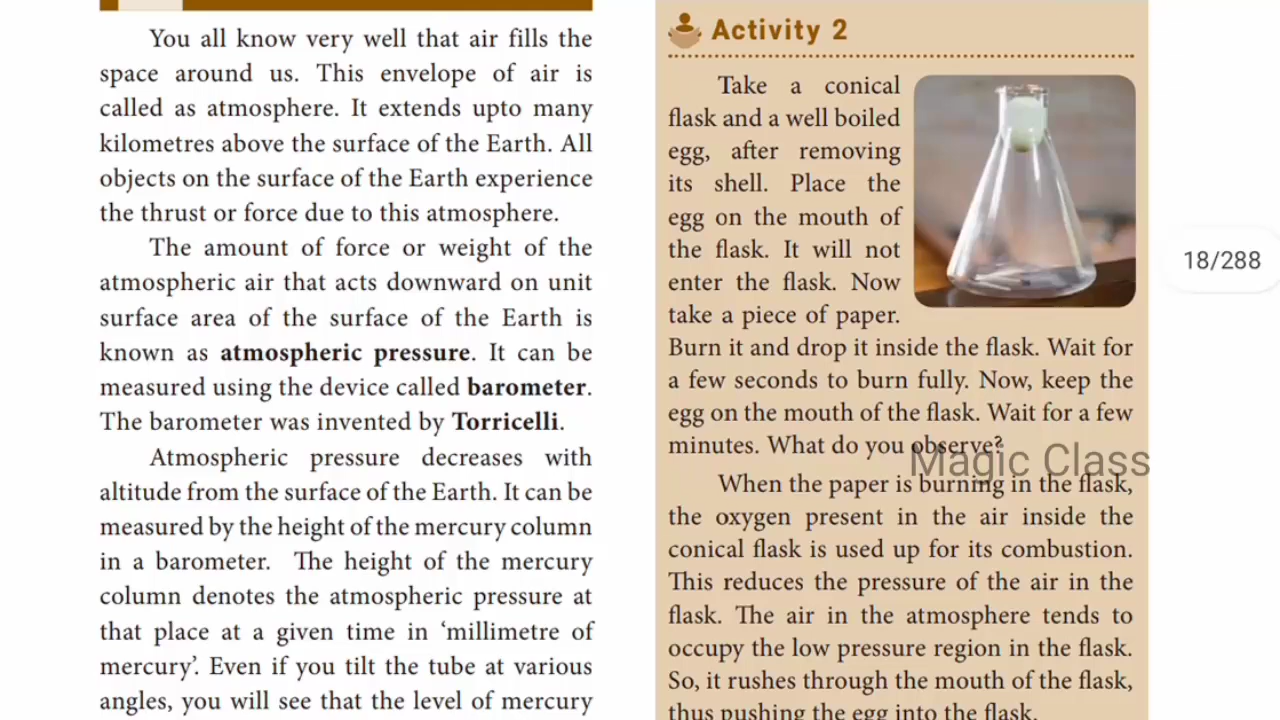 You all know very well that air fills the
space around us. This envelope of air is
called as atmosphere. It extends upto many
kilometres above the surface of the Earth. All
objects on the surface of the Earth experience
the thrust or force due to this atmosphere.
The amount of force or weight of the
atmospheric air that acts downward on unit
surface area of the surface of the Earth is
known as atmospheric pressure. It can be
measured using the device called barometer.
The barometer was invented by Torricelli.
Atmospheric pressure decreases with
altitude from the surface of the Earth. It can be
measured by the height of the mercury column
in a barometer. The height of the mercury
column denotes the atmospheric pressure at
that place at a given time in ‘millimetre of
mercury’. Even if you tilt the tube at various
angles, you will see that the level of mercury
Activity 2
Take a conical
flask and a well boiled
egg, after removing
its shell. Place the
egg on the mouth of
the flask. It will not
enter the flask. Now
take a piece of paper.
Burn it and drop it inside the flask. Wait for
a few seconds to burn fully. Now, keep the
egg on the mouth of the flask. Wait for a few
minutes. What do you observe?
Magic Class
When the paper is burning in the flask,
the oxygen present in the air inside the
conical flask is used up for its combustion.
This reduces the pressure of the air in the
flask. The air in the atmosphere tends to
occupy the low pressure region in the flask.
So, it rushes through the mouth of the flask,
thus pushing the egg into the flask.
18/288